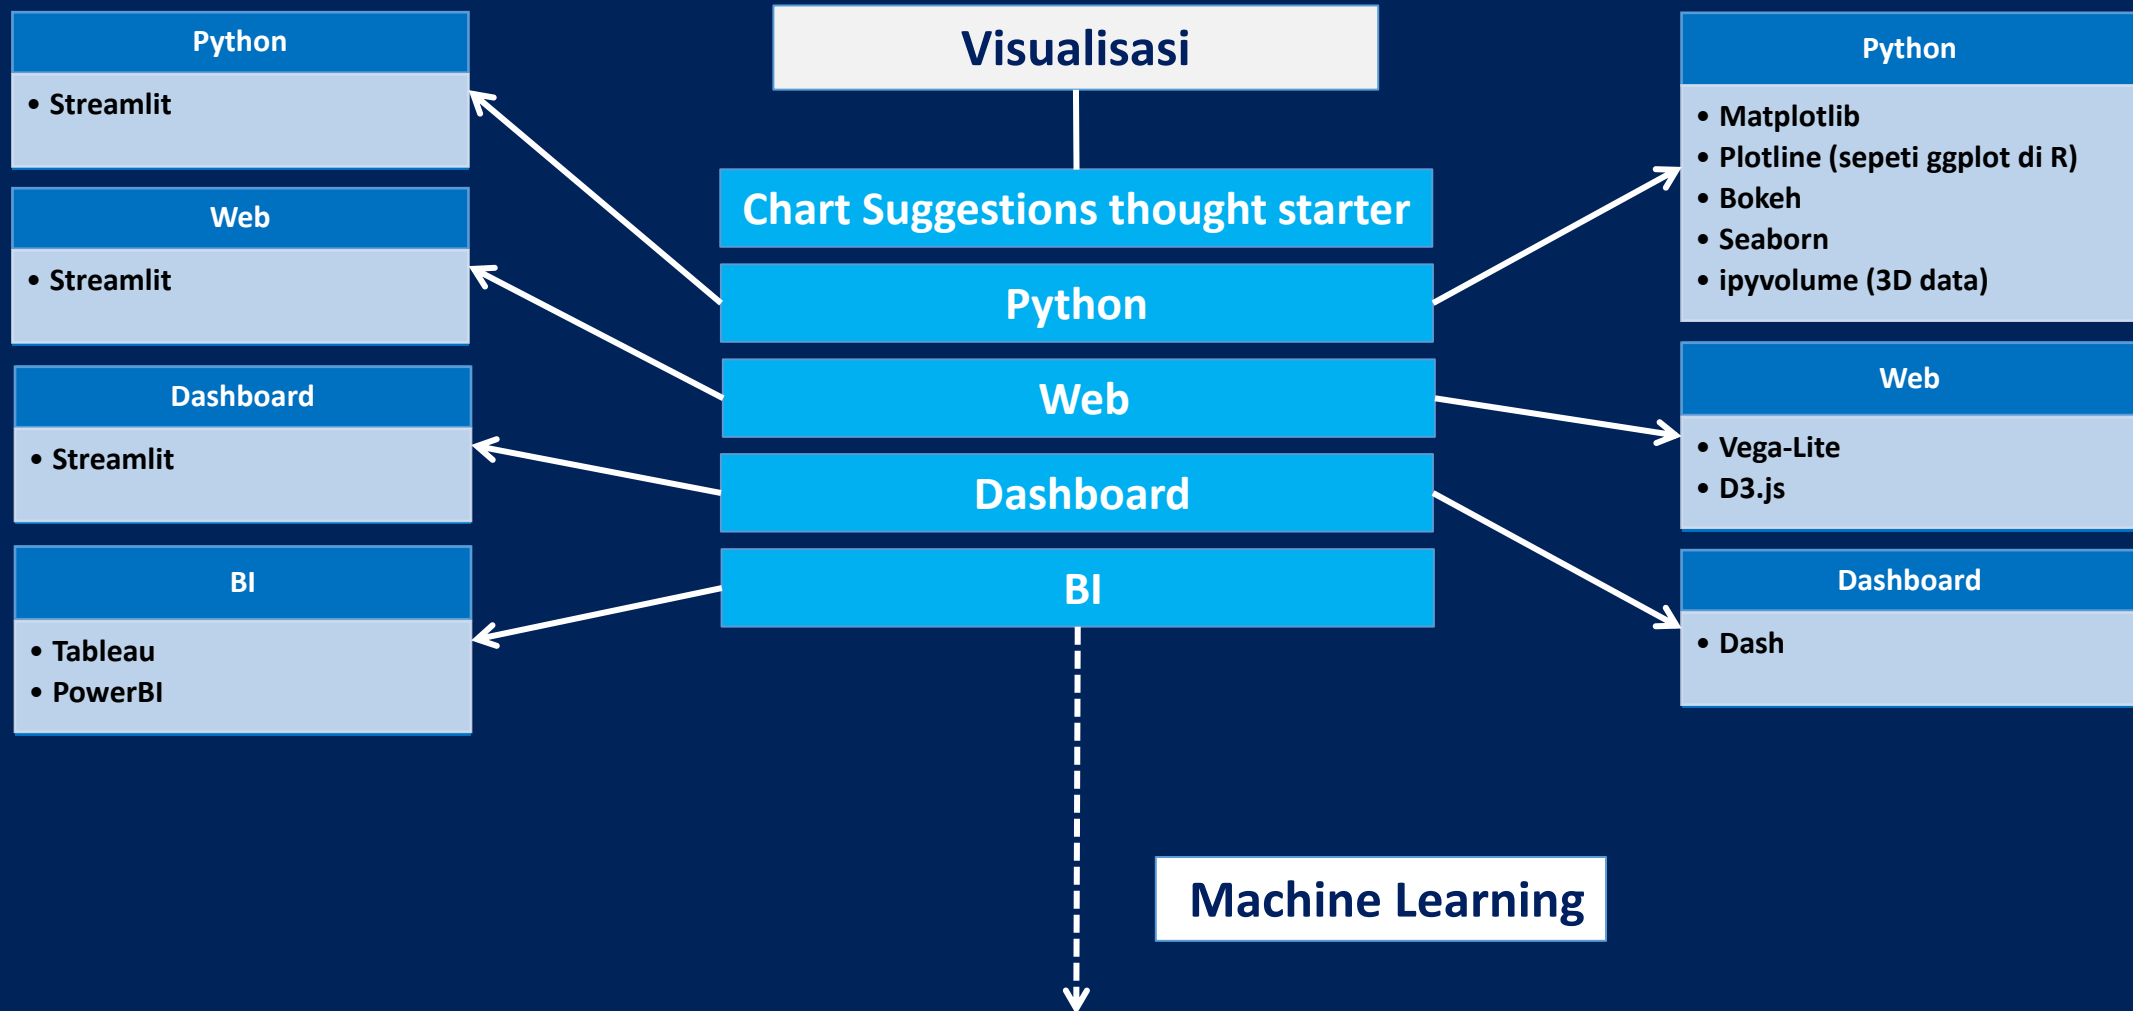 Visualisasi
Chart Suggestions thought starter
Python
Web
Dashboard
BI
Python
• Streamlit
Web
• Streamlit
Dashboard
• Streamlit
BI
• Tableau
• PowerBI
Python
• Matplotlib
• Plotline (sepeti ggplot di R)
• Bokeh
• Seaborn
• ipyvolume (3D data)
Web
• Vega-Lite
• D3.js
Dashboard
• Dash
Machine Learning